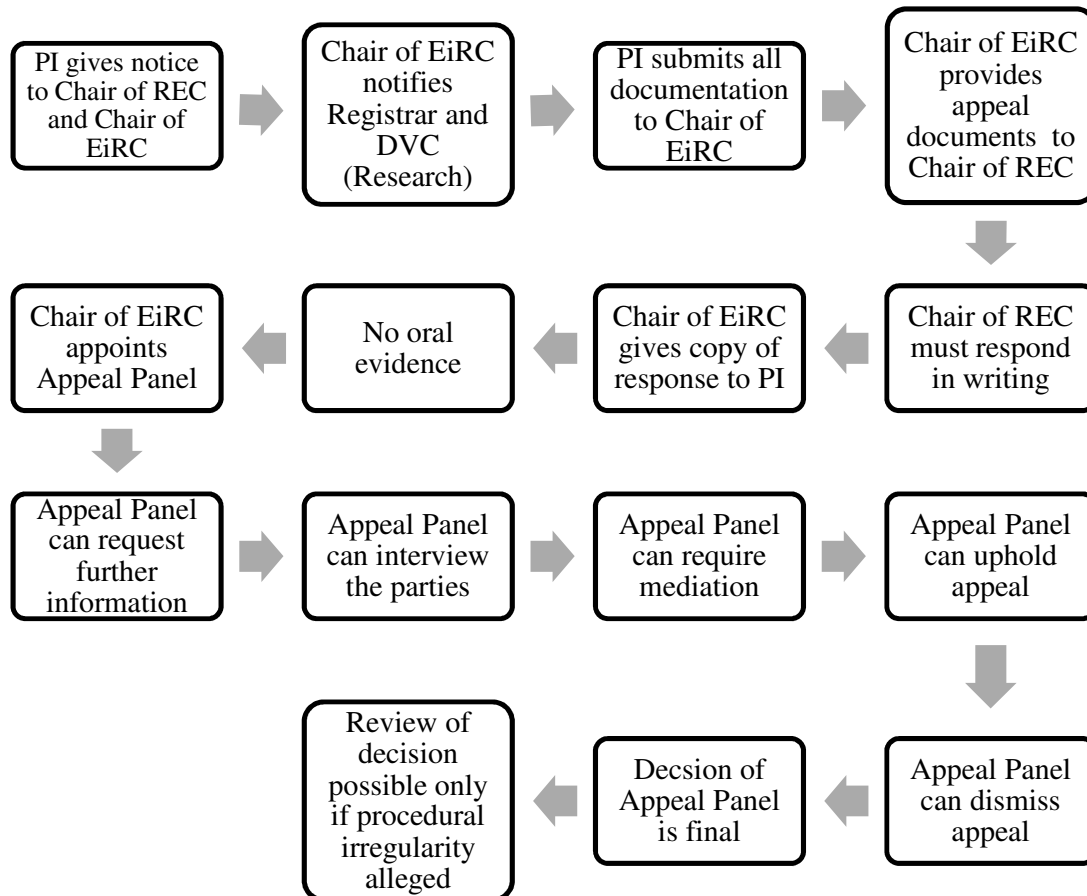 PI gives notice
to Chair of REC
and Chair of
EiRC
Chair of EiRC
notifies
Registrar and
DVC
(Research)
PI submits all
documentation
to Chair of
EiRC
Chair of EiRC
provides
appeal
documents to
Chair of REC
Chair of REC
must respond
in writing
Chair of EiRC
gives copy of
response to PI
No oral
evidence
Chair of EiRC
appoints
Appeal Panel
Appeal Panel
can request
further
information
Appeal Panel
can interview
the parties
Appeal Panel
can require
mediation
Appeal Panel
can uphold
appeal
Appeal Panel
can dismiss
appeal
Decsion of
Appeal Panel
is final
Review of
decision
possible only
if procedural
irregularity
alleged